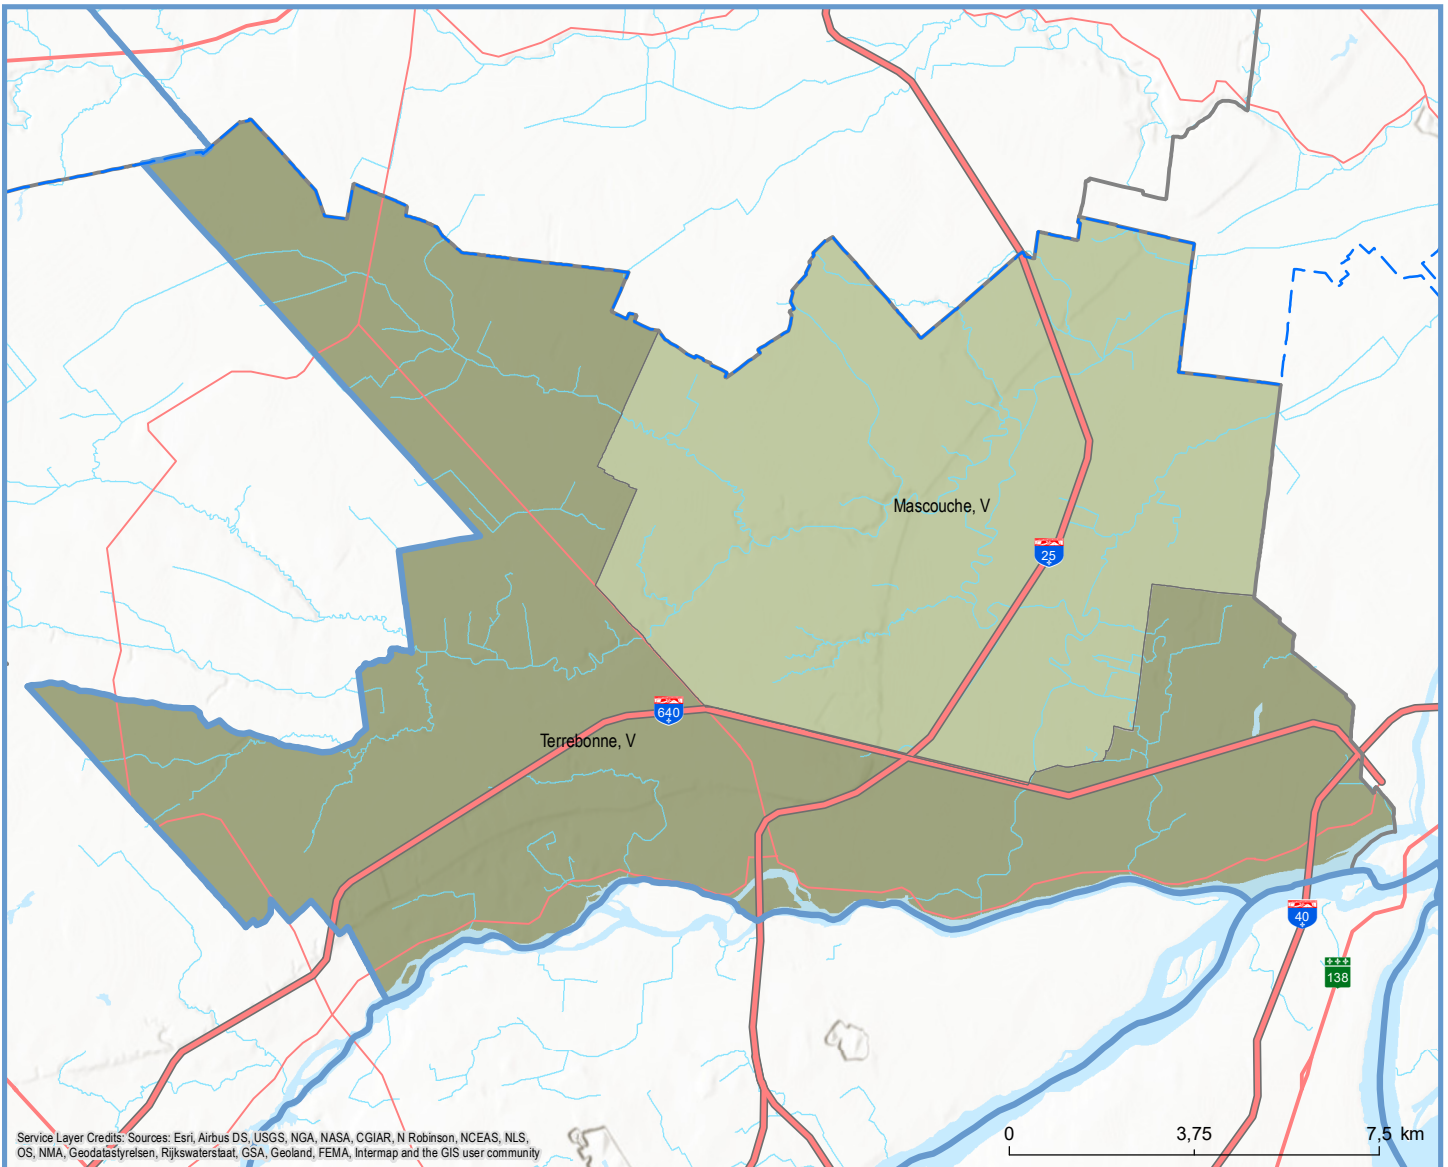 Mascouche, V
25
640
Terrebonne, V
40
138
Service Layer Credits: Sources: Esri, Airbus DS, USGS, NGA, NASA, CGIAR, N Robinson, NCEAS, NLS,
OS, NMA, Geodatastyrelsen, Rijkswaterstaat, GSA, Geoland, FEMA, Intermap and the GIS user community
0 3,75 7,5 km